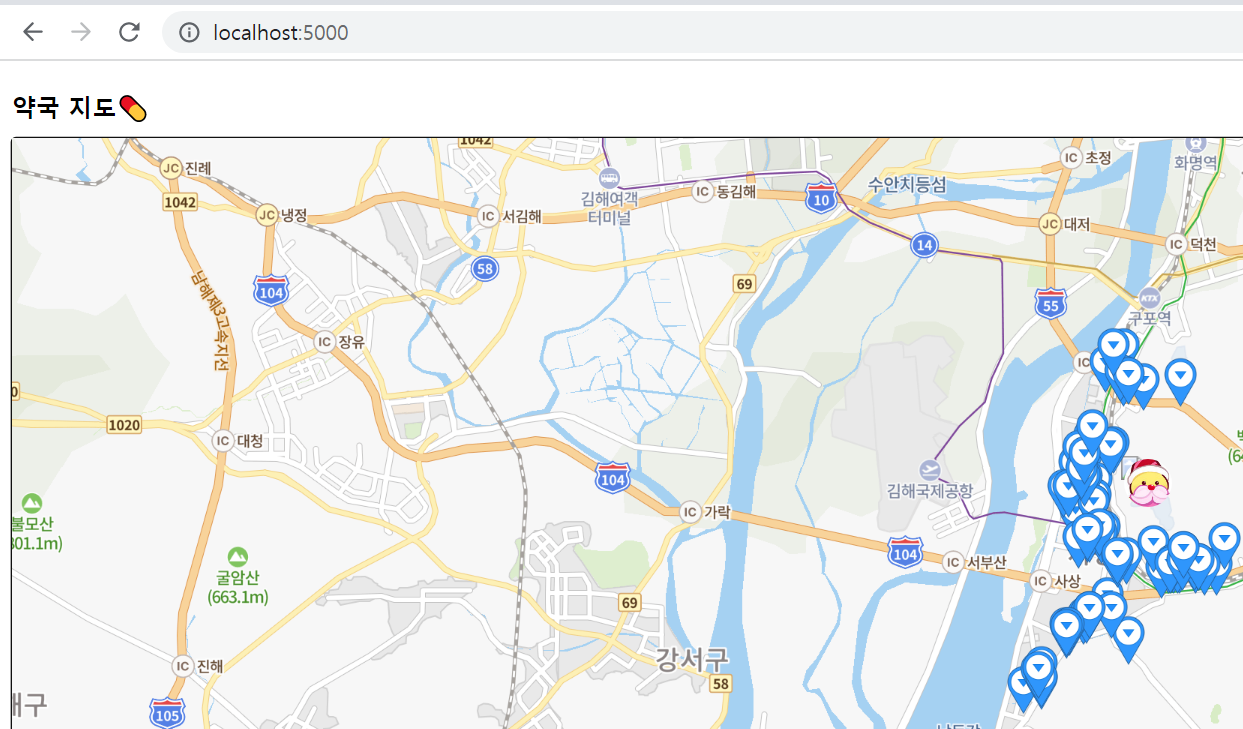 localhost:5000
약국 지도
1042
JC 진례
IC 초정
화명역
김해여객
터미널
IC 동김해
수안치등섬
10
1042
JC 냉정
IC 서김해
JC 대저
14
IC 덕천
58
69
104
55
KTX
구포역
남해제3고속지선
IC 장유
IC
0
1020
IC 대청
104
김해국제공항
IC 가락
불모산
301.1m)
104
IC 서부산
굴암산
(663.1m)
IC 사상
69
강서구
IC 진해
58
105